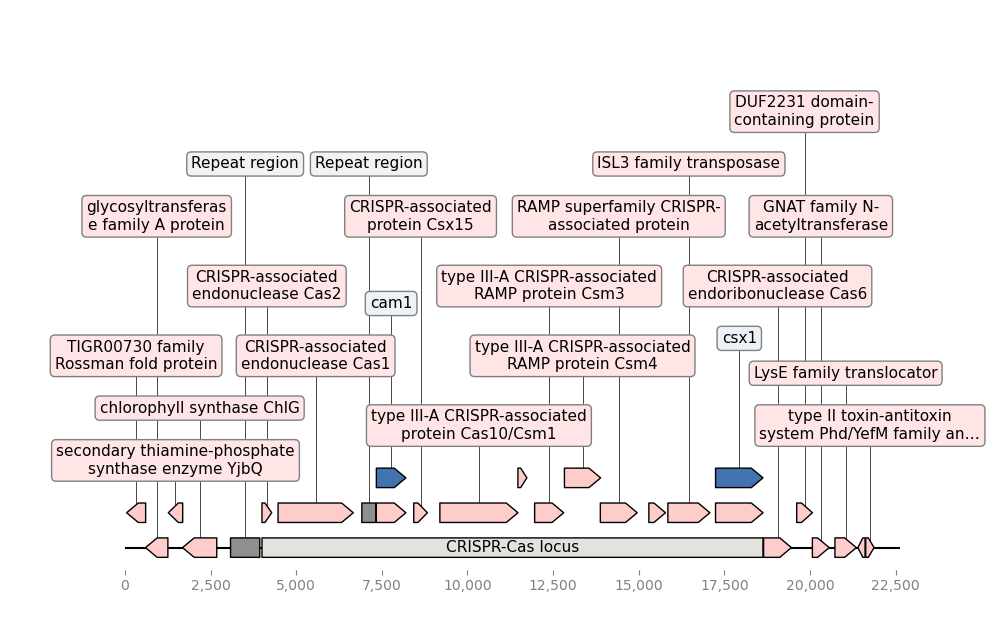 DUF2231 domain-
containing protein
Repeat region
Repeat region
ISL3 family transposase
glycosyltransferas
e family A protein
CRISPR-associated
protein Csx15
RAMP superfamily CRISPR-
associated protein
GNAT family N-
acetyltransferase
CRISPR-associated
endonuclease Cas2
cam1
type III-A CRISPR-associated
RAMP protein Csm3
CRISPR-associated
endoribonuclease Cas6
TIGR00730 family
Rossman fold protein
CRISPR-associated
endonuclease Cas1
type III-A CRISPR-associated
RAMP protein Csm4
csx1
LysE family translocator
chlorophyll synthase ChlG
type III-A CRISPR-associated
protein Cas10/Csm1
type II toxin-antitoxin
system Phd/YefM family an…
secondary thiamine-phosphate
synthase enzyme YjbQ
CRISPR-Cas locus
0
2,500
5,000
7,500
10,000
12,500
15,000
17,500
20,000
22,500